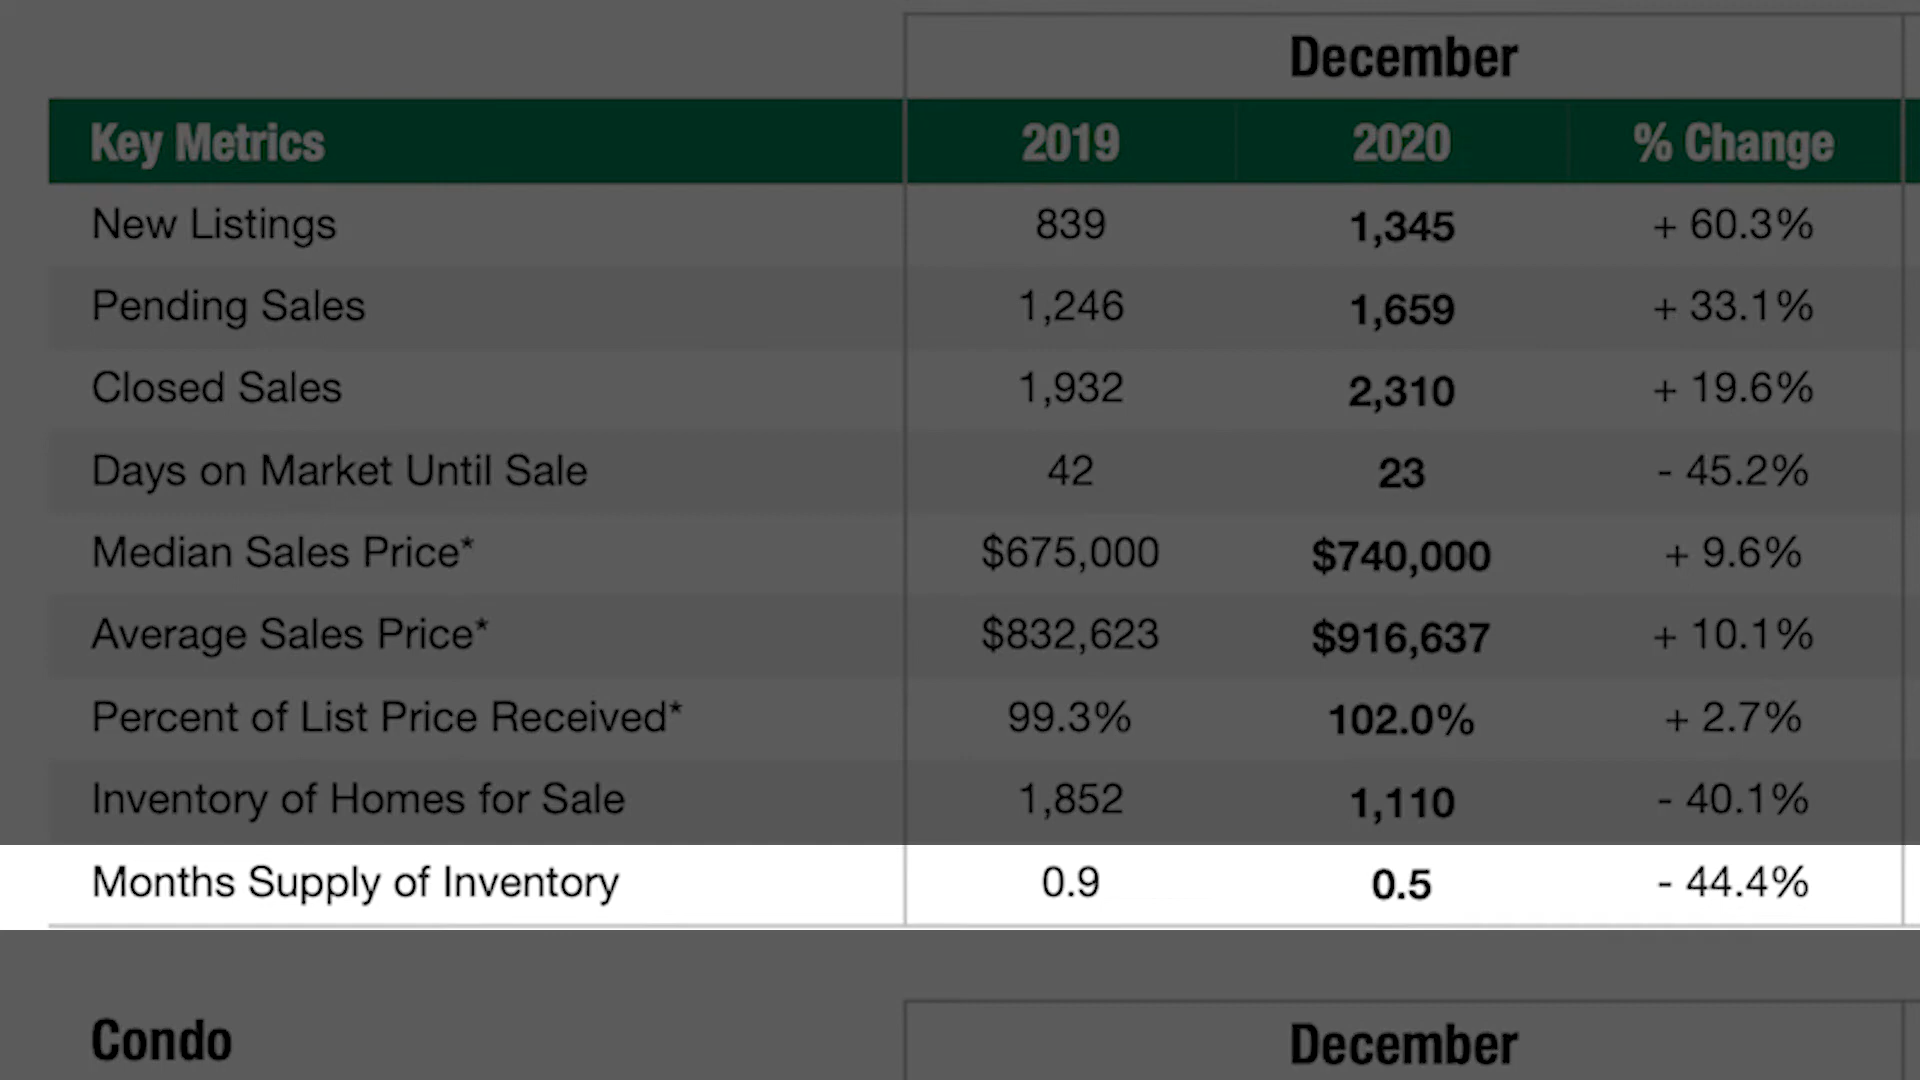 December
Key Metrics 2019 2020 % Change
New Listings 839 1,345 + 60.3%
Pending Sales 1,246 1,659 + 33.1%
Closed Sales 1,932 2,310 + 19.6%
Days on Market Until Sale 42 23 - 45.2%
Median Sales Price* $675,000 $740,000 + 9.6%
Average Sales Price* $832,623 $916,637 + 10.1%
Percent of List Price Received* 99.3% 102.0% + 2.7%
Inventory of Homes for Sale 1,852 1,110 - 40.1%
Months Supply of Inventory 0.9 0.5 - 44.4%
Condo December